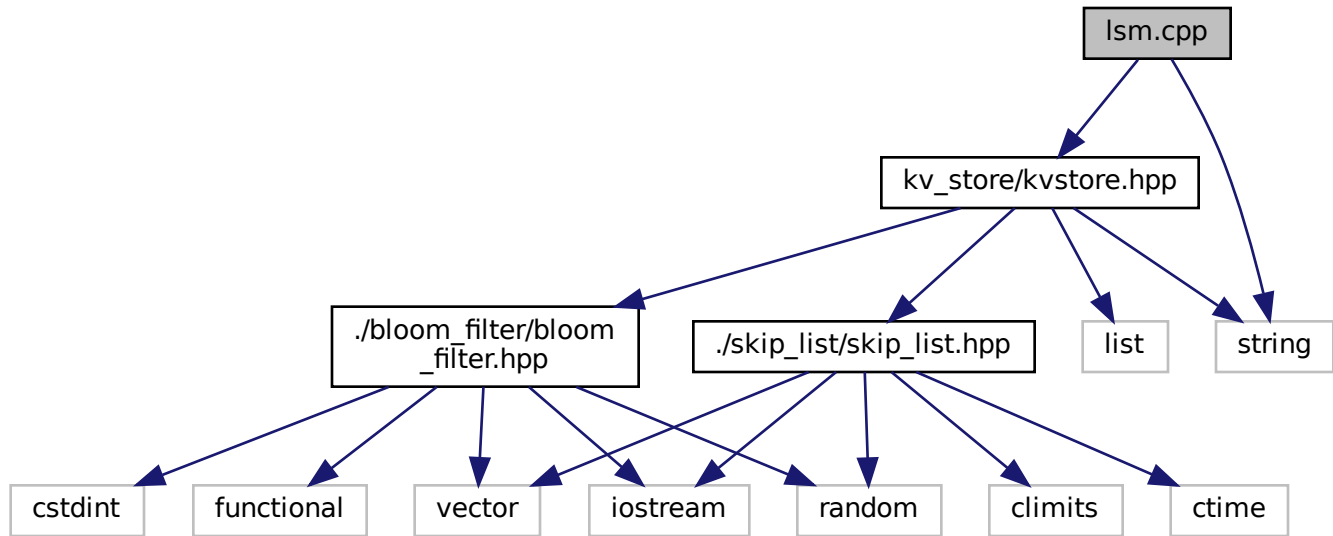 lsm.cpp
kv_store/kvstore.hpp
./bloom_filter/bloom
_filter.hpp
./skip_list/skip_list.hpp
list
string
cstdint
functional
vector
iostream
random
climits
ctime